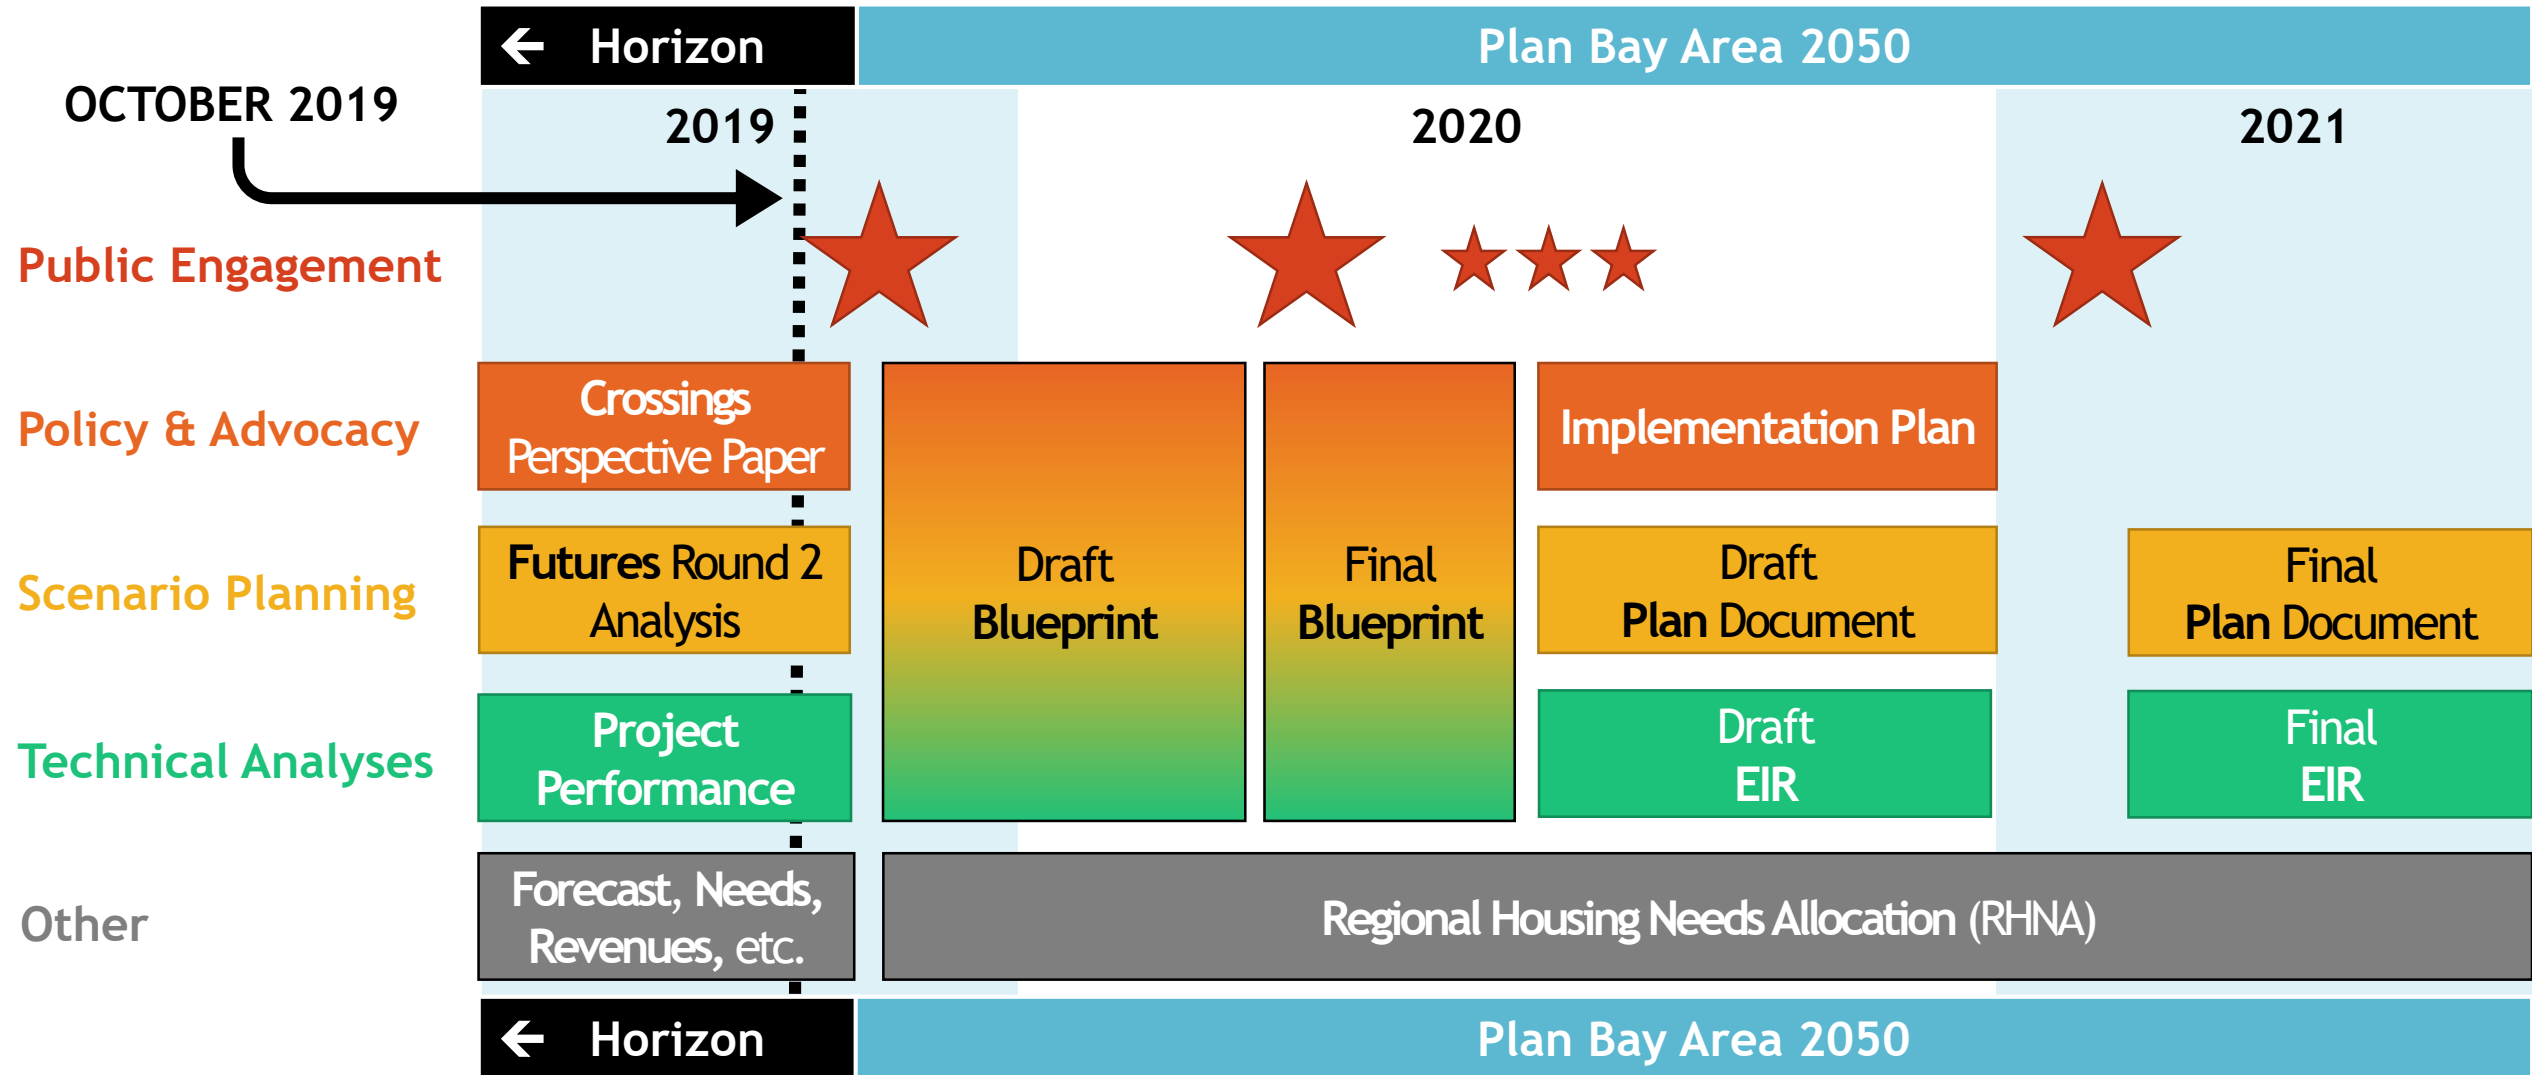 ← Horizon
Plan Bay Area 2050
OCTOBER 2019
2019
2020
2021
Public Engagement
Policy & Advocacy
Crossings
Perspective Paper
Implementation Plan
Scenario Planning
Futures Round 2
Analysis
Draft
Blueprint
Final
Blueprint
Draft
Plan Document
Final
Plan Document
Technical Analyses
Project
Performance
Draft
EIR
Final
EIR
Other
Forecast, Needs,
Revenues, etc.
Regional Housing Needs Allocation (RHNA)
← Horizon
Plan Bay Area 2050